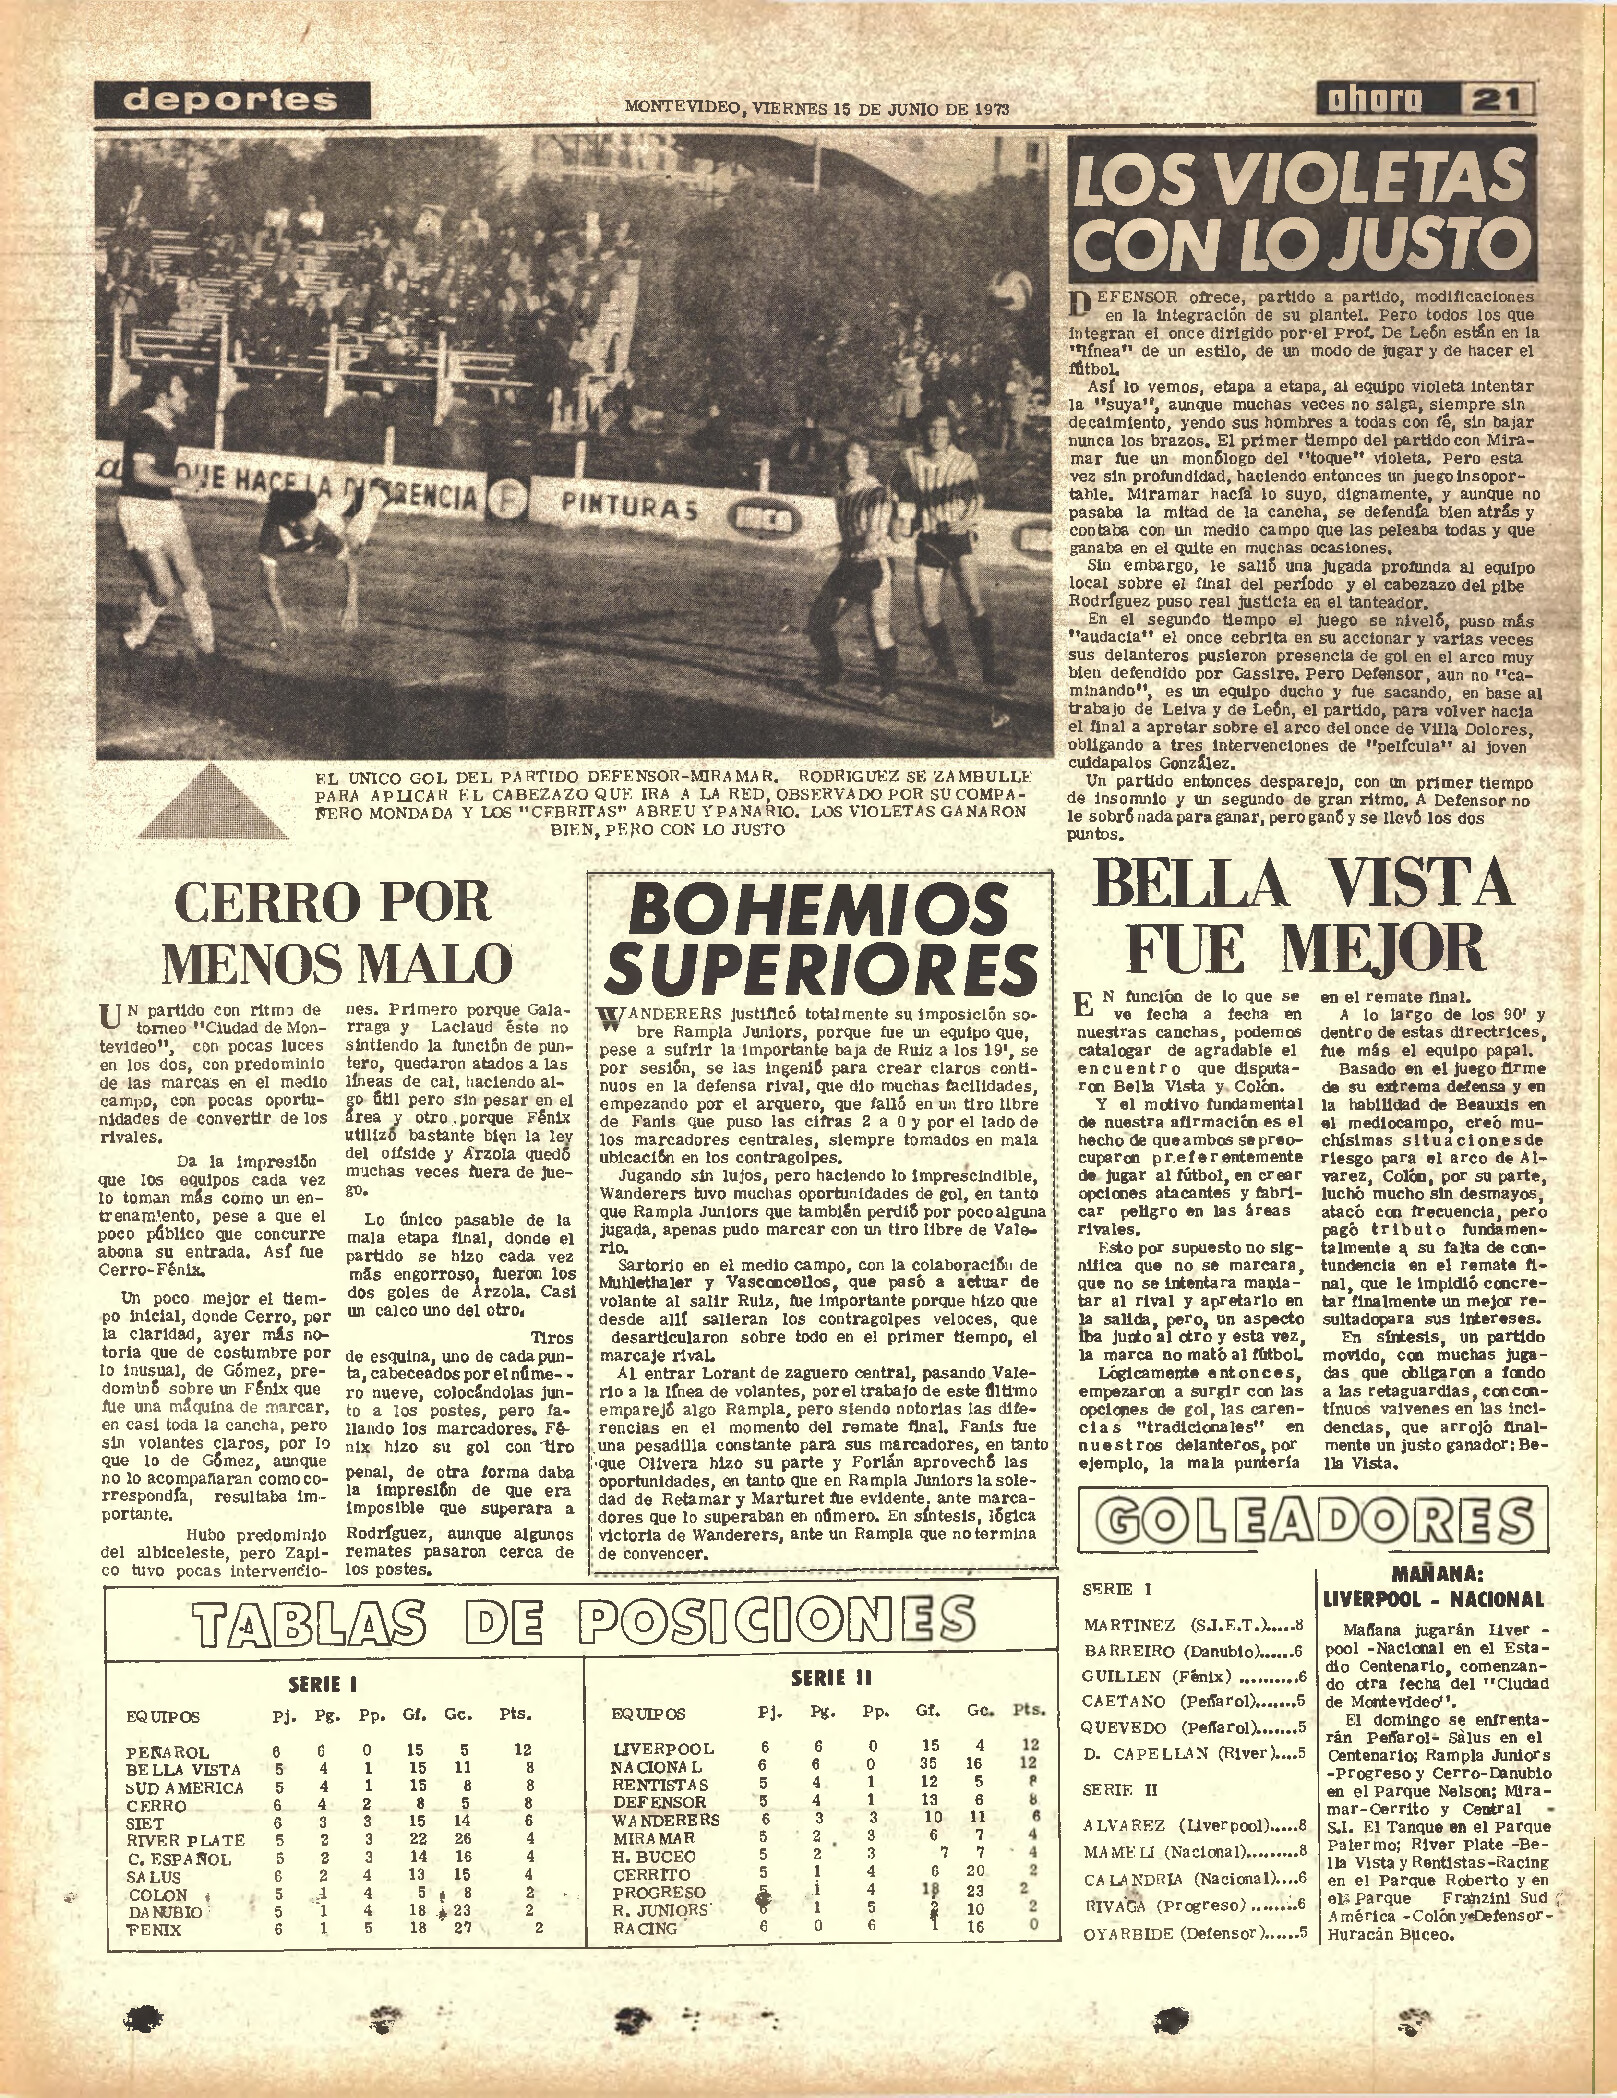 deportes
MONTEVIDEO, VIERNES 15 DE JUNIO DE 1973
ahora 21
QUE HACE LA DIFERENCIA
PINTURAS
INCA
EL UNICO GOL DEL PARTIDO DEFENSOR-MIRAMAR. RODRIGUEZ SE ZAMBULLE
PARA APLICAR EL CABEZAZO QUE IRA A LA RED, OBSERVADO POR SU COMPA-
ÑERO MONDADA Y LOS "CEBRITAS" ABREU Y PANARIO. LOS VIOLETAS GANARON
BIEN, PERO CON LO JUSTO
LOS VIOLETAS
CON LO JUSTO
DEFENSOR ofrece, partido a partido, modificaciones
en la integración de su plantel. Pero todos los que
integran el once dirigido por el Prof. De León están en la
"línea" de un estilo, de un modo de jugar y de hacer el
fútbol.
Así lo vemos, etapa a etapa, al equipo violeta intentar
la "suya", aunque muchas veces no salga, siempre sin
decaimiento, yendo sus hombres a todas con fé, sin bajar
nunca los brazos. El primer tiempo del partido con Mira-
mar fue un monólogo del "toque" violeta. Pero esta
vez sin profundidad, haciendo entonces un juego insopor-
table. Miramar hacía lo suyo, dignamente, y aunque no
pasaba la mitad de la cancha, se defendía bien atrás y
contaba con un medio campo que las peleaba todas y que
ganaba en el quite en muchas ocasiones.
Sin embargo, le salió una jugada profunda al equipo
local sobre el final del período y el cabezazo del pibe
Rodríguez puso real justicia en el tanteador.
En el segundo tiempo el juego se niveló, puso más
"audacia" el once cebrita en su accionar y varias veces
sus delanteros pusieron presencia de gol en el arco muy
bien defendido por Gassire. Pero Defensor, aun no "ca-
minando", es un equipo ducho y fue sacando, en base al
trabajo de Leiva y de León, el partido, para volver hacia
el final a apretar sobre el arco del once de Villa Dolores,
obligando a tres intervenciones de "película" al joven
cuidapalos González.
Un partido entonces desparejo, con un primer tiempo
de insomnio y un segundo de gran ritmo. A Defensor no
le sobró nada para ganar, pero ganó y se llevó los dos
puntos.
CERRO POR
MENOS MALO
UN partido con ritmo de
torneo "Ciudad de Mon-
tevideo", con pocas luces
en los dos, con predominio
de las marcas en el medio
campo, con pocas oportu-
nidades de convertir de los
rivales.
Da la impresión
que los equipos cada vez
lo toman más como un en-
trenamiento, pese a que el
poco público que concurre
abona su entrada. Así fue
Cerro-Fénix.
Un poco mejor el tiem-
po inicial, donde Cerro, por
la claridad, ayer más no-
toria que de costumbre por
lo inusual, de Gómez, pre-
dominó sobre un Fénix que
fue una máquina de marcar,
en casi toda la cancha, pero
sin volantes claros, por lo
que lo de Gómez, aunque
no lo acompañaran como co-
rrespondía, resultaba im-
portante.
Hubo predominio
del albiceleste, pero Zapi-
co tuvo pocas intervencio-
nes. Primero porque Gala-
rraga y Laclaud éste no
sintiendo la función de pun-
tero, quedaron atados a las
líneas de cal, haciendo al-
go útil pero sin pesar en el
área y otro porque Fénix
utilizó bastante bien la ley
del offside y Arzola quedó
muchas veces fuera de jue-
go.
Lo único pasable de la
mala etapa final, donde el
partido se hizo cada vez
más engorroso, fueron los
dos goles de Arzola. Casi
un calco uno del otro.
Tiros
de esquina, uno de cada pun-
ta, cabeceados por el núme-
ro nueve, colocándolas jun-
to a los postes, pero fa-
llando los marcadores. Fé-
nix hizo su gol con tiro
penal, de otra forma daba
la impresión de que era
imposible que superara a
Rodríguez, aunque algunos
remates pasaron cerca de
los postes.
BOHEMIOS
SUPERIORES
WANDERERS justificó totalmente su imposición so-
bre Rampla Juniors, porque fue un equipo que,
pese a sufrir la importante baja de Ruiz a los 19', se
por sesión, se las ingenió para crear claros conti-
nuos en la defensa rival, que dio muchas facilidades,
empezando por el arquero, que falló en un tiro libre
de Fanis que puso las cifras 2 a 0 y por el lado de
los marcadores centrales, siempre tomados en mala
ubicación en los contragolpes.
Jugando sin lujos, pero haciendo lo imprescindible,
Wanderers tuvo muchas oportunidades de gol, en tanto
que Rampla Juniors que también perdió por poco alguna
jugada, apenas pudo marcar con un tiro libre de Vale-
rio.
Sartorio en el medio campo, con la colaboración de
Muhlethaler y Vasconcellos, que pasó a actuar de
volante al salir Ruiz, fue importante porque hizo que
desde allí salieran los contragolpes veloces, que
desarticularon sobre todo en el primer tiempo, el
marcaje rival.
Al entrar Lorant de zaguero central, pasando Vale-
rio a la línea de volantes, por el trabajo de este último
emparejó algo Rampla, pero siendo notorias las dife-
rencias en el momento del remate final. Fanis fue
una pesadilla constante para sus marcadores, en tanto
que Olivera hizo su parte y Forlán aprovechó las
oportunidades, en tanto que en Rampla Juniors la sole-
dad de Retamar y Marturet fue evidente, ante marca-
dores que lo superaban en número. En síntesis, lógica
victoria de Wanderers, ante un Rampla que no termina
de convencer.
BELLA VISTA
FUE MEJOR
EN función de lo que se
ve fecha a fecha en
nuestras canchas, podemos
catalogar de agradable el
encuentro que disputa-
ron Bella Vista y Colón.
Y el motivo fundamental
de nuestra afirmación es el
hecho de que ambos se preo-
cuparon preferentemente
de jugar al fútbol, en crear
opciones atacantes y fabri-
car peligro en las áreas
rivales.
Esto por supuesto no sig-
nifica que no se marcara,
que no se intentara mania-
tar al rival y apretarlo en
la salida, pero, un aspecto
iba junto al otro y esta vez,
la marca no mató al fútbol.
Lógicamente entonces,
empezaron a surgir con las
opciones de gol, las caren-
cias "tradicionales" en
nuestros delanteros, por
ejemplo, la mala puntería
en el remate final.
A lo largo de los 90' y
dentro de estas directrices,
fue más el equipo papal.
Basado en el juego firme
de su extrema defensa y en
la habilidad de Beauxis en
el mediocampo, creó mu-
chísimas situaciones de
riesgo para el arco de Al-
varez, Colón, por su parte,
luchó mucho sin desmayos,
atacó con frecuencia, pero
pagó tributo fundamen-
talmente a su falta de con-
tundencia en el remate fi-
nal, que le impidió concre-
tar finalmente un mejor re-
sultado para sus intereses.
En síntesis, un partido
movido, con muchas juga-
das que obligaron a fondo
a las retaguardias, con con-
tínuos vaivenes en las inci-
dencias, que arrojó final-
mente un justo ganador: Be-
lla Vista.
TABLAS DE POSICIONES
SERIE I
EQUIPOS Pj. Pg. Pp. Gf. Gc. Pts.
PEÑAROL 6 6 0 15 5 12
BELLA VISTA 5 4 1 15 11 8
SUD AMERICA 5 4 1 15 8 8
CERRO 6 4 2 8 5 8
SIET 6 3 3 15 14 6
RIVER PLATE 5 2 3 22 26 4
C. ESPAÑOL 5 2 3 14 16 4
SALUS 6 2 4 13 15 4
COLON 5 1 4 5 8 2
DANUBIO 5 1 4 18 23 2
FENIX 6 1 5 18 27 2
SERIE II
EQUIPOS Pj. Pg. Pp. Gf. Gc. Pts.
LIVERPOOL 6 6 0 15 4 12
NACIONAL 6 6 0 35 16 12
RENTISTAS 5 4 1 12 5 8
DEFENSOR 5 4 1 13 6 8
WANDERERS 6 3 3 10 11 6
MIRAMAR 5 2 3 6 7 4
H. BUCEO 5 2 3 7 7 4
CERRITO 5 1 4 6 20 2
PROGRESO 5 1 4 18 23 2
R. JUNIORS 6 1 5 2 10 2
RACING 6 0 6 1 16 0
GOLEADORES
SERIE I
MARTINEZ (S.I.E.T.).....8
BARREIRO (Danubio)......6
GUILLEN (Fénix) ..........6
CAETANO (Peñarol).......5
QUEVEDO (Peñarol).......5
D. CAPELLAN (River)....5
SERIE II
ALVAREZ (Liverpool).....8
MAMELI (Nacional).........8
CALANDRIA (Nacional)....6
RIVAGA (Progreso) ........6
OYARBIDE (Defensor)......5
MAÑANA:
LIVERPOOL - NACIONAL
Mañana jugarán Liver -
pool -Nacional en el Esta-
dio Centenario, comenzan-
do otra fecha del "Ciudad
de Montevideo".
El domingo se enfrenta-
rán Peñarol- Sálus en el
Centenario; Rampla Juniors
-Progreso y Cerro-Danubio
en el Parque Nelson; Mira-
mar-Cerrito y Central -
S.I. El Tanque en el Parque
Palermo; River Plate -Be-
lla Vista y Rentistas-Racing
en el Parque Roberto y en
el Parque Franzini Sud
América -Colón y Defensor-
Huracán Buceo.